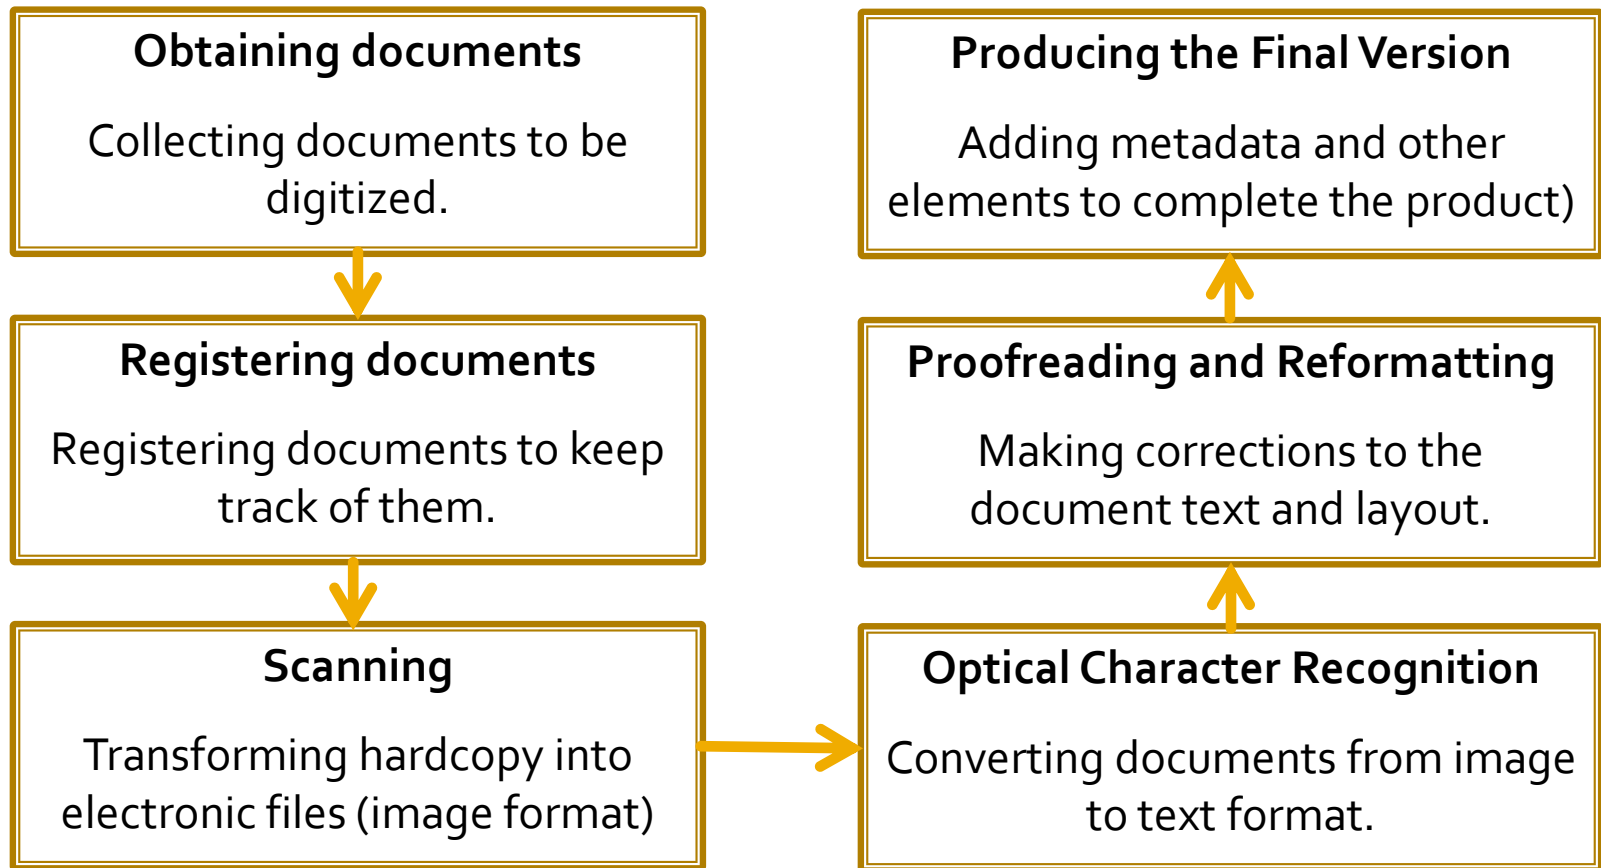 Obtaining documents
Collecting documents to be
digitized.
Registering documents
Registering documents to keep
track of them.
Scanning
Transforming hardcopy into
electronic files (image format)
Optical Character Recognition
Converting documents from image
to text format.
Proofreading and Reformatting
Making corrections to the
document text and layout.
Producing the Final Version
Adding metadata and other
elements to complete the product)